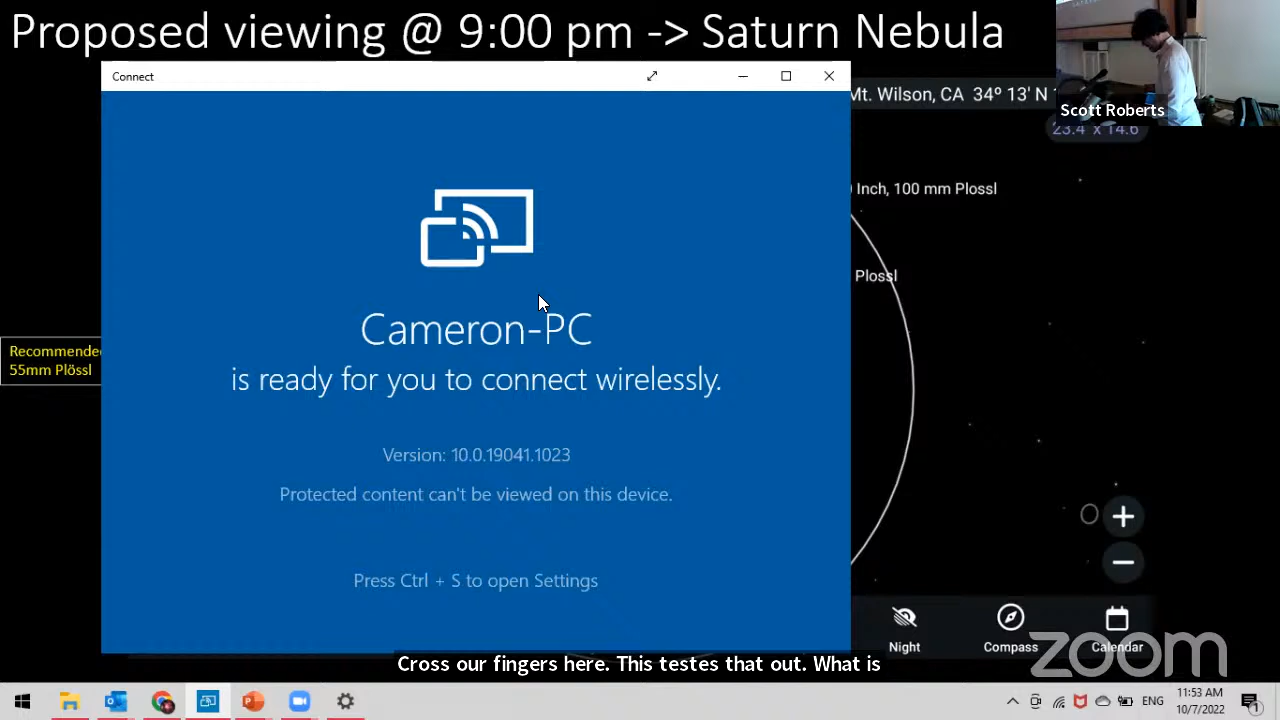 Proposed viewing @ 9:00 pm -> Saturn Nebula
Connect
Mt. Wilson, CA 34º 13' N
Scott Roberts
23.4 x 14.6
Inch, 100 mm Plossl
Plossl
Cameron-PC
is ready for you to connect wirelessly.
Recommended
55mm Plössl
Version: 10.0.19041.1023
Protected content can't be viewed on this device.
Press Ctrl + S to open Settings
Night
Compass
Calendar
zoom
Cross our fingers here. This testes that out. What is
ENG
11:53 AM
10/7/2022
1